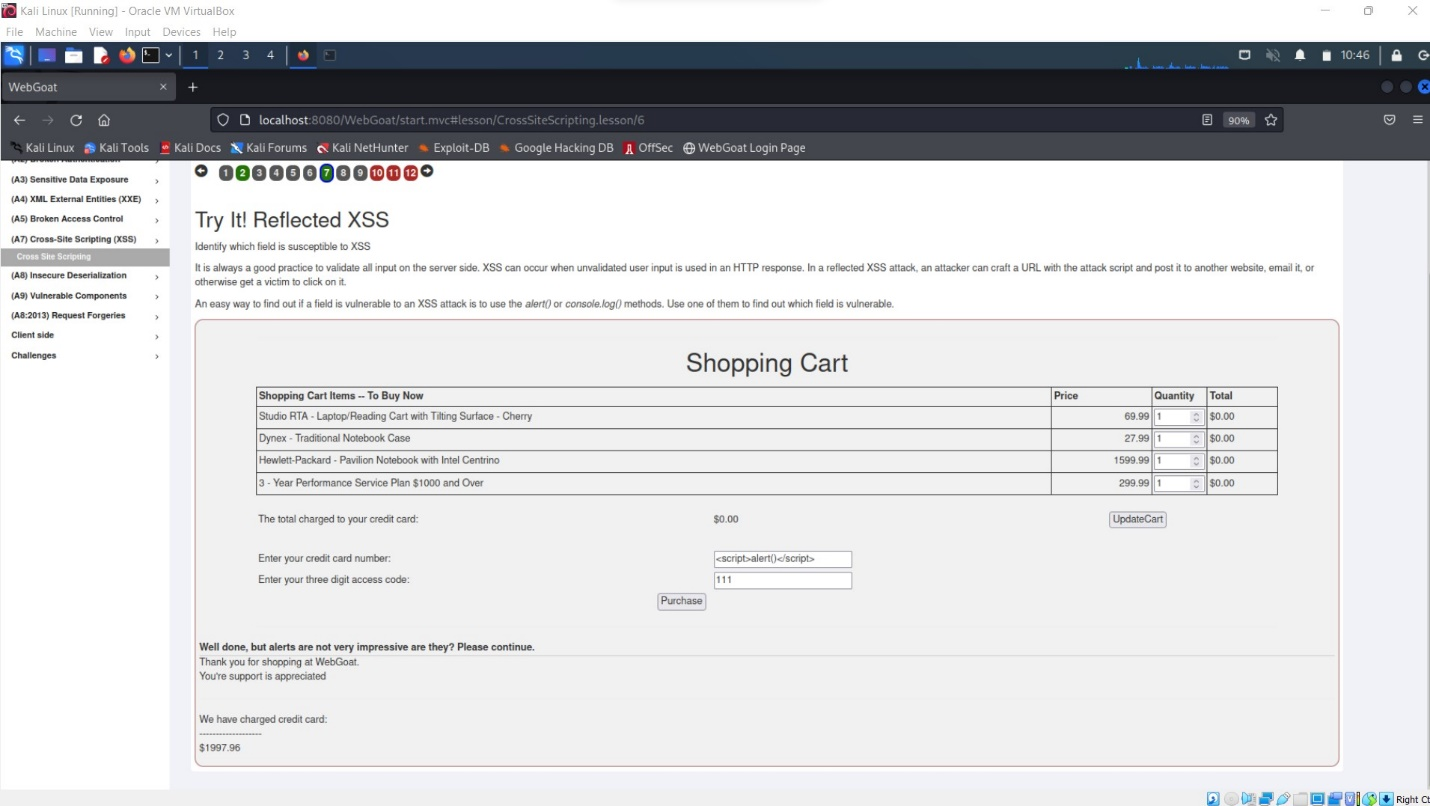 Kali Linux [Running] - Oracle VM VirtualBox
File Machine View Input Devices Help
1 2 3 4 10:46
WebGoat
localhost:8080/WebGoat/start.mvc#lesson/CrossSiteScripting.lesson/6 90%
Kali Linux Kali Tools Kali Docs Kali Forums Kali NetHunter Exploit-DB Google Hacking DB OffSec WebGoat Login Page
(A3) Sensitive Data Exposure
(A4) XML External Entities (XXE)
(A5) Broken Access Control
(A7) Cross-Site Scripting (XSS)
Cross Site Scripting
(A8) Insecure Deserialization
(A9) Vulnerable Components
(A8:2013) Request Forgeries
Client side
Challenges
1 2 3 4 5 6 7 8 9 10 11 12
Try It! Reflected XSS
Identify which field is susceptible to XSS
It is always a good practice to validate all input on the server side. XSS can occur when unvalidated user input is used in an HTTP response. In a reflected XSS attack, an attacker can craft a URL with the attack script and post it to another website, email it, or
otherwise get a victim to click on it.
An easy way to find out if a field is vulnerable to an XSS attack is to use the alert() or console.log() methods. Use one of them to find out which field is vulnerable.
Shopping Cart
Shopping Cart Items -- To Buy Now Price Quantity Total
Studio RTA - Laptop/Reading Cart with Tilting Surface - Cherry 69.99 1 $0.00
Dynex - Traditional Notebook Case 27.99 1 $0.00
Hewlett-Packard - Pavilion Notebook with Intel Centrino 1599.99 1 $0.00
3 - Year Performance Service Plan $1000 and Over 299.99 1 $0.00
The total charged to your credit card: $0.00 UpdateCart
Enter your credit card number: <script>alert()</script>
Enter your three digit access code: 111
Purchase
Well done, but alerts are not very impressive are they? Please continue.
Thank you for shopping at WebGoat.
You're support is appreciated
We have charged credit card:
-------------------
$1997.96
Right Ct